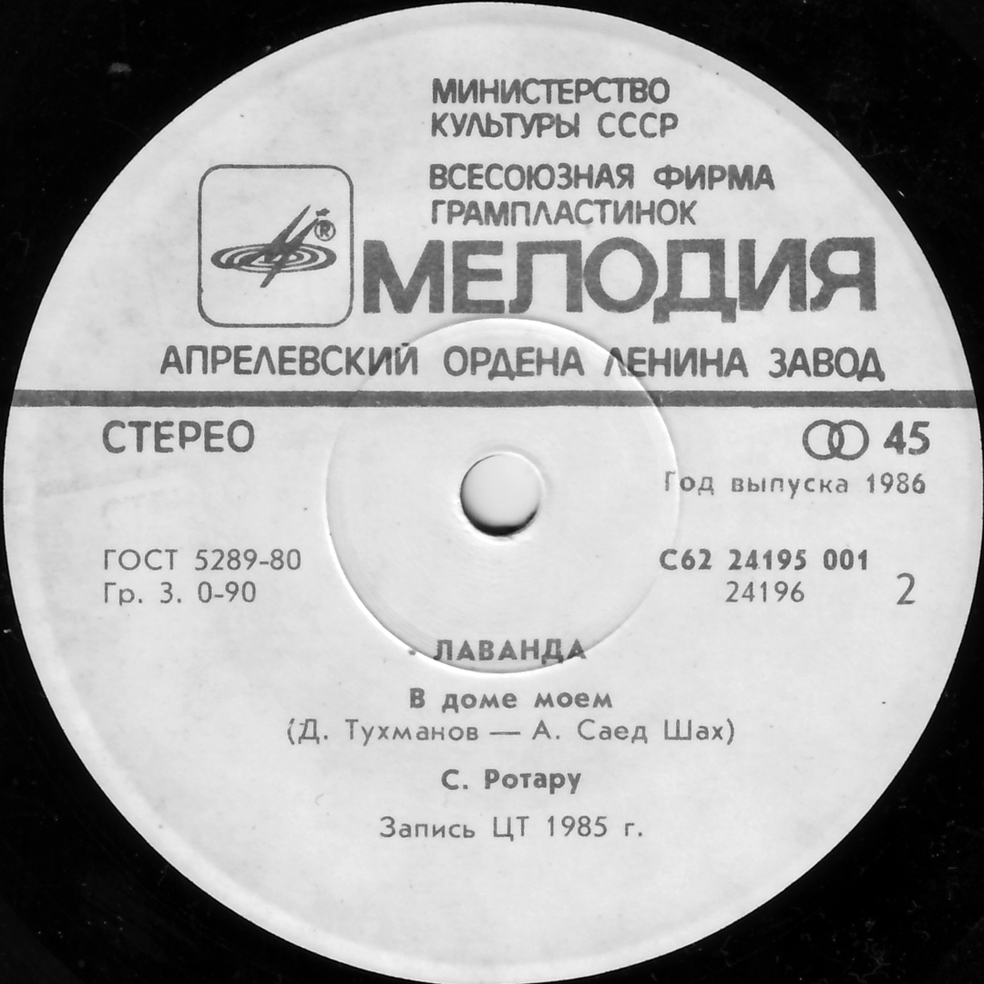 МИНИСТЕРСТВО
КУЛЬТУРЫ СССР
ВСЕСОЮЗНАЯ ФИРМА
ГРАМПЛАСТИНОК
®
МЕЛОДИЯ
АПРЕЛЕВСКИЙ ОРДЕНА ЛЕНИНА ЗАВОД
СТЕРЕО 45
Год выпуска 1986
ГОСТ 5289-80 С62 24195 001
Гр. 3. 0-90 24196 2
ЛАВАНДА
В доме моем
(Д. Тухманов — А. Саед Шах)
С. Ротару
Запись ЦТ 1985 г.